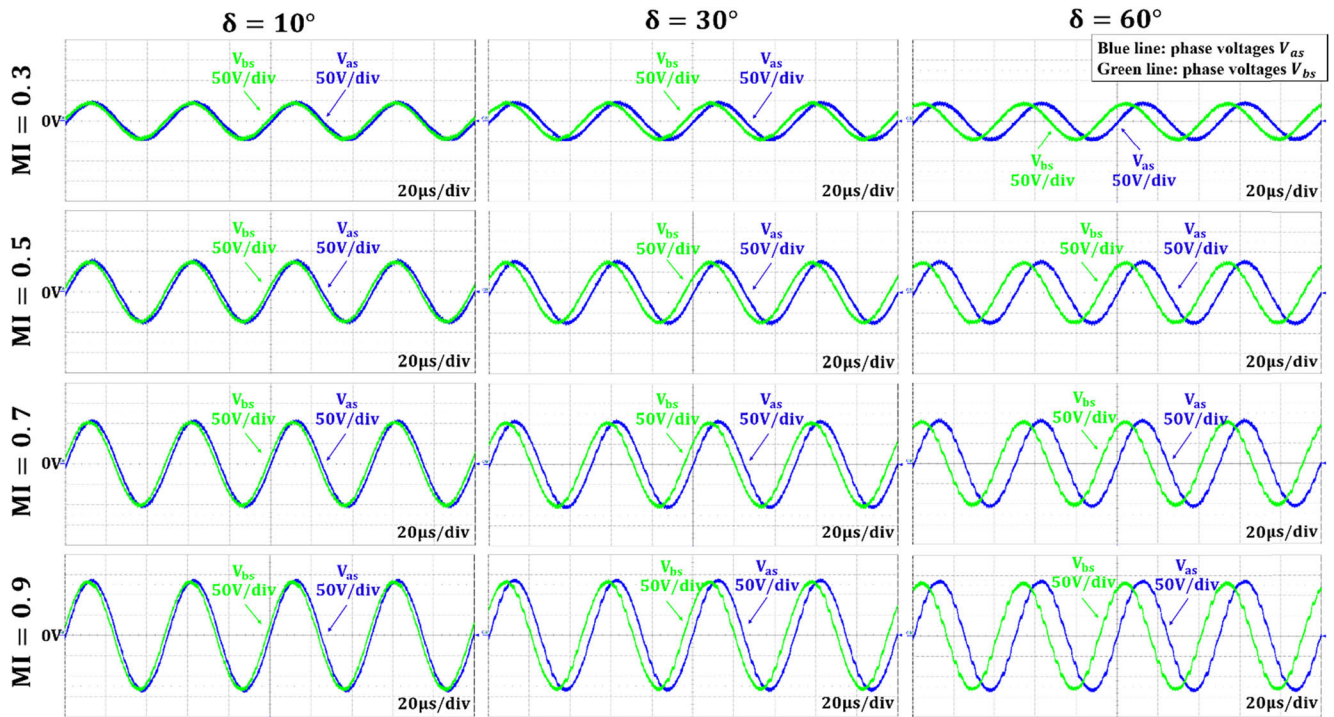 δ = 10°
δ = 30°
δ = 60°
Blue line: phase voltages Vas
Green line: phase voltages Vbs
MI = 0.3
0V
Vbs
50V/div
Vas
50V/div
20μs/div
Vbs
50V/div
Vas
50V/div
20μs/div
Vbs
50V/div
Vas
50V/div
20μs/div
MI = 0.5
0V
Vbs
50V/div
Vas
50V/div
20μs/div
Vbs
50V/div
Vas
50V/div
20μs/div
Vbs
50V/div
Vas
50V/div
20μs/div
MI = 0.7
0V
Vbs
50V/div
Vas
50V/div
20μs/div
Vbs
50V/div
Vas
50V/div
20μs/div
Vbs
50V/div
Vas
50V/div
20μs/div
MI = 0.9
0V
Vbs
50V/div
Vas
50V/div
20μs/div
Vbs
50V/div
Vas
50V/div
20μs/div
Vbs
50V/div
Vas
50V/div
20μs/div